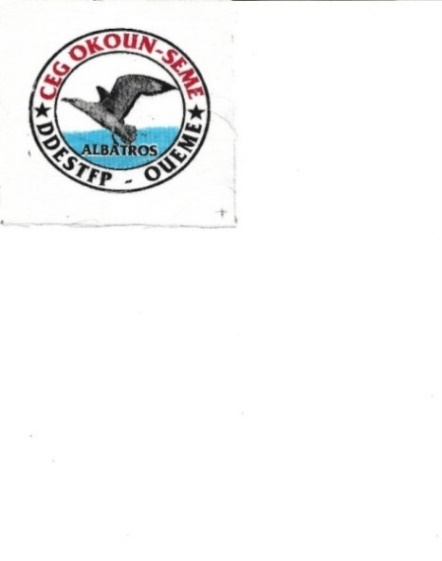 CEG OKOUN-SEME
ALBATROS
★ DDESTFP - OUEME ★